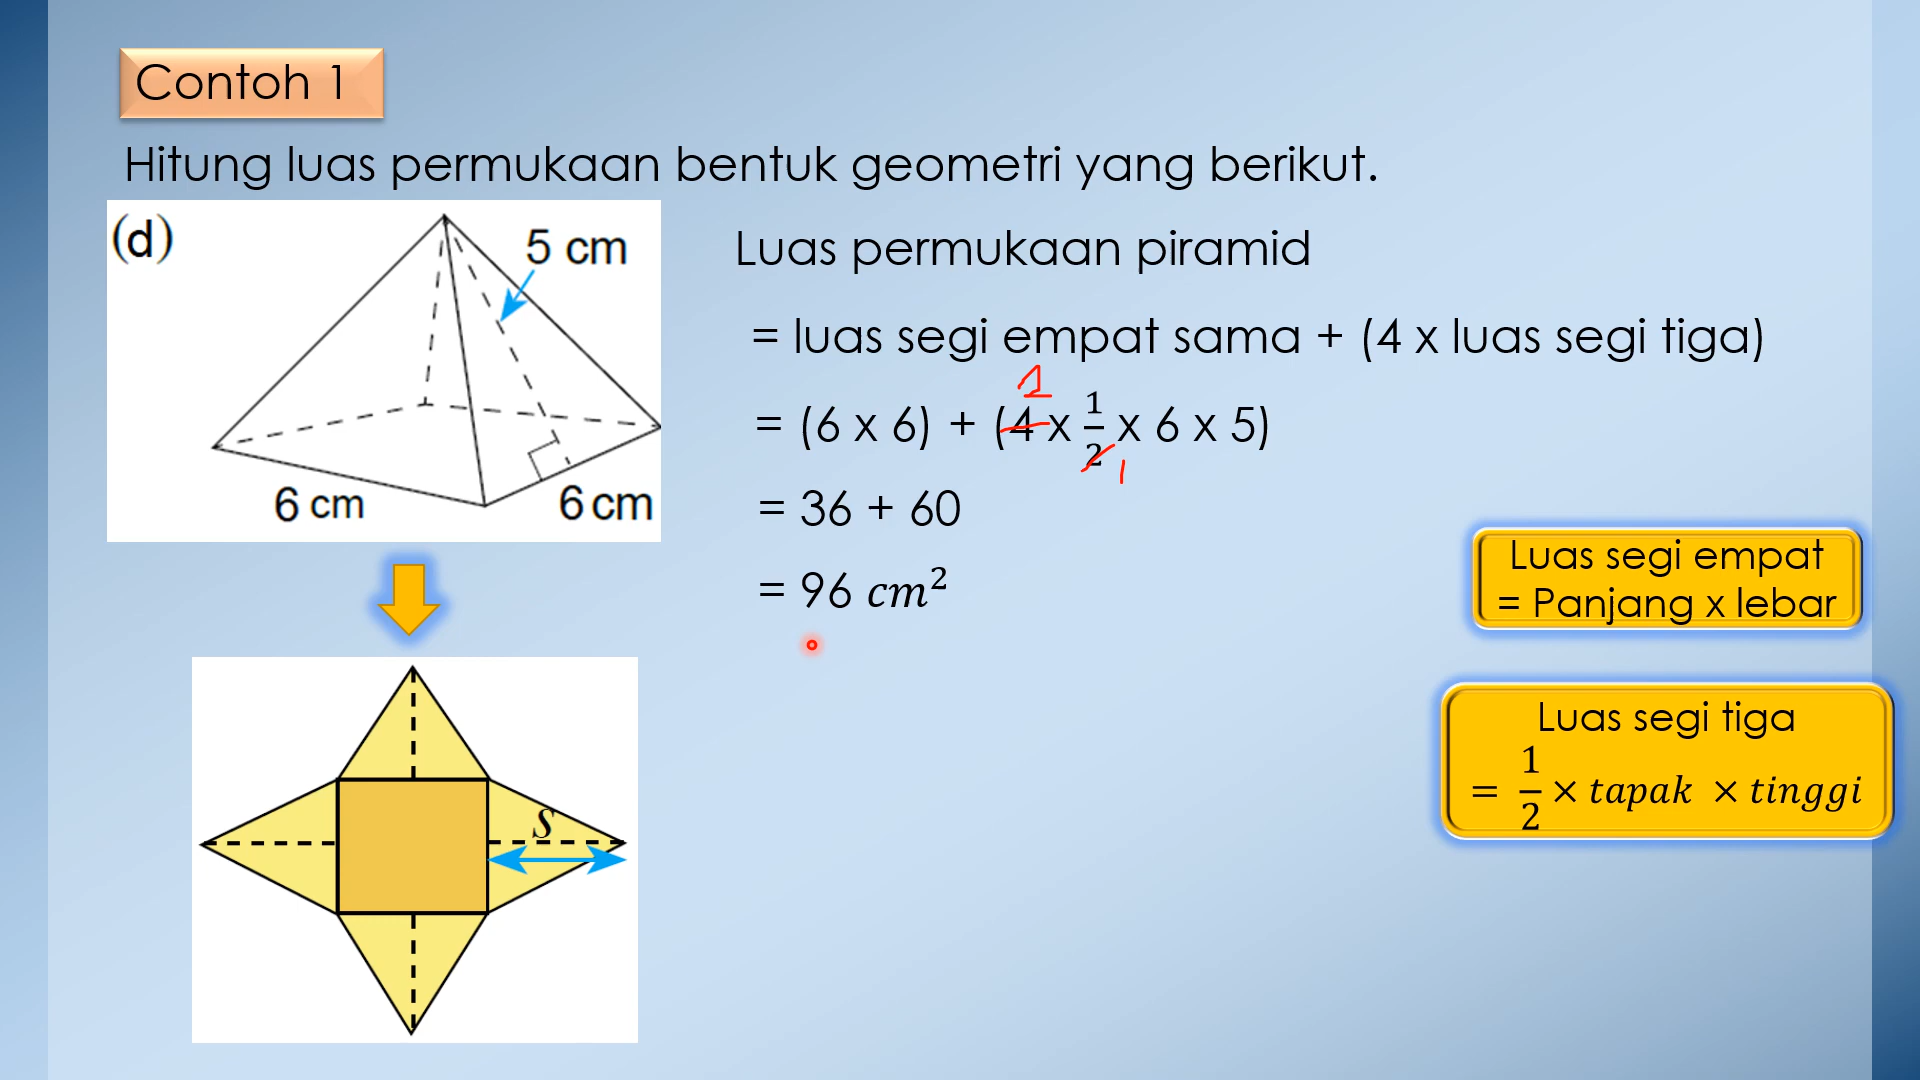 Contoh 1
Hitung luas permukaan bentuk geometri yang berikut.
(d)
5 cm
6 cm
6 cm
Luas permukaan piramid
= luas segi empat sama + (4 x luas segi tiga)
2
= (6 x 6) + (4 x 1/2 x 6 x 5)
1
= 36 + 60
= 96 cm²
s
Luas segi empat
= Panjang x lebar
Luas segi tiga
= 1/2 × tapak × tinggi